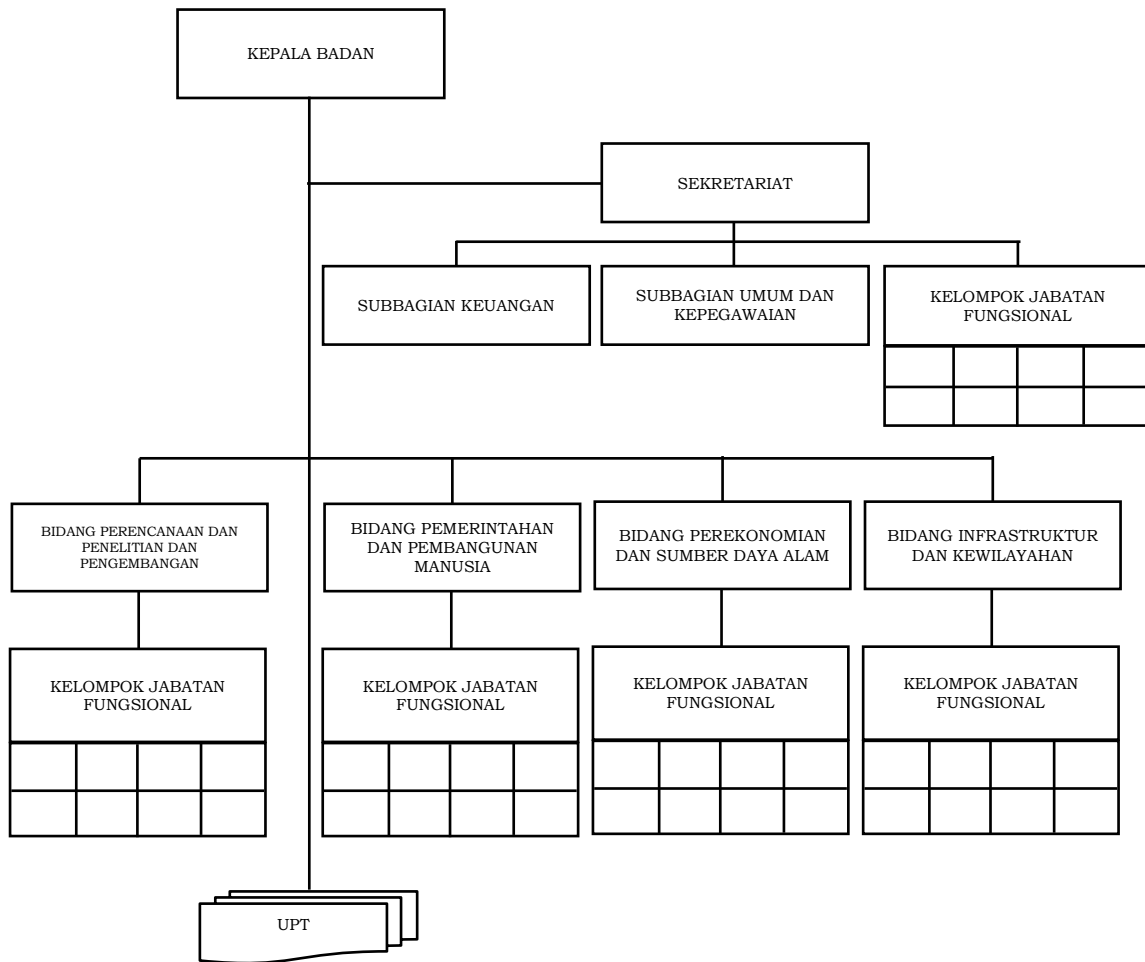 KEPALA BADAN
SEKRETARIAT
SUBBAGIAN KEUANGAN
SUBBAGIAN UMUM DAN
KEPEGAWAIAN
KELOMPOK JABATAN
FUNGSIONAL
BIDANG PERENCANAAN DAN
PENELITIAN DAN
PENGEMBANGAN
BIDANG PEMERINTAHAN
DAN PEMBANGUNAN
MANUSIA
BIDANG PEREKONOMIAN
DAN SUMBER DAYA ALAM
BIDANG INFRASTRUKTUR
DAN KEWILAYAHAN
KELOMPOK JABATAN
FUNGSIONAL
KELOMPOK JABATAN
FUNGSIONAL
KELOMPOK JABATAN
FUNGSIONAL
KELOMPOK JABATAN
FUNGSIONAL
UPT